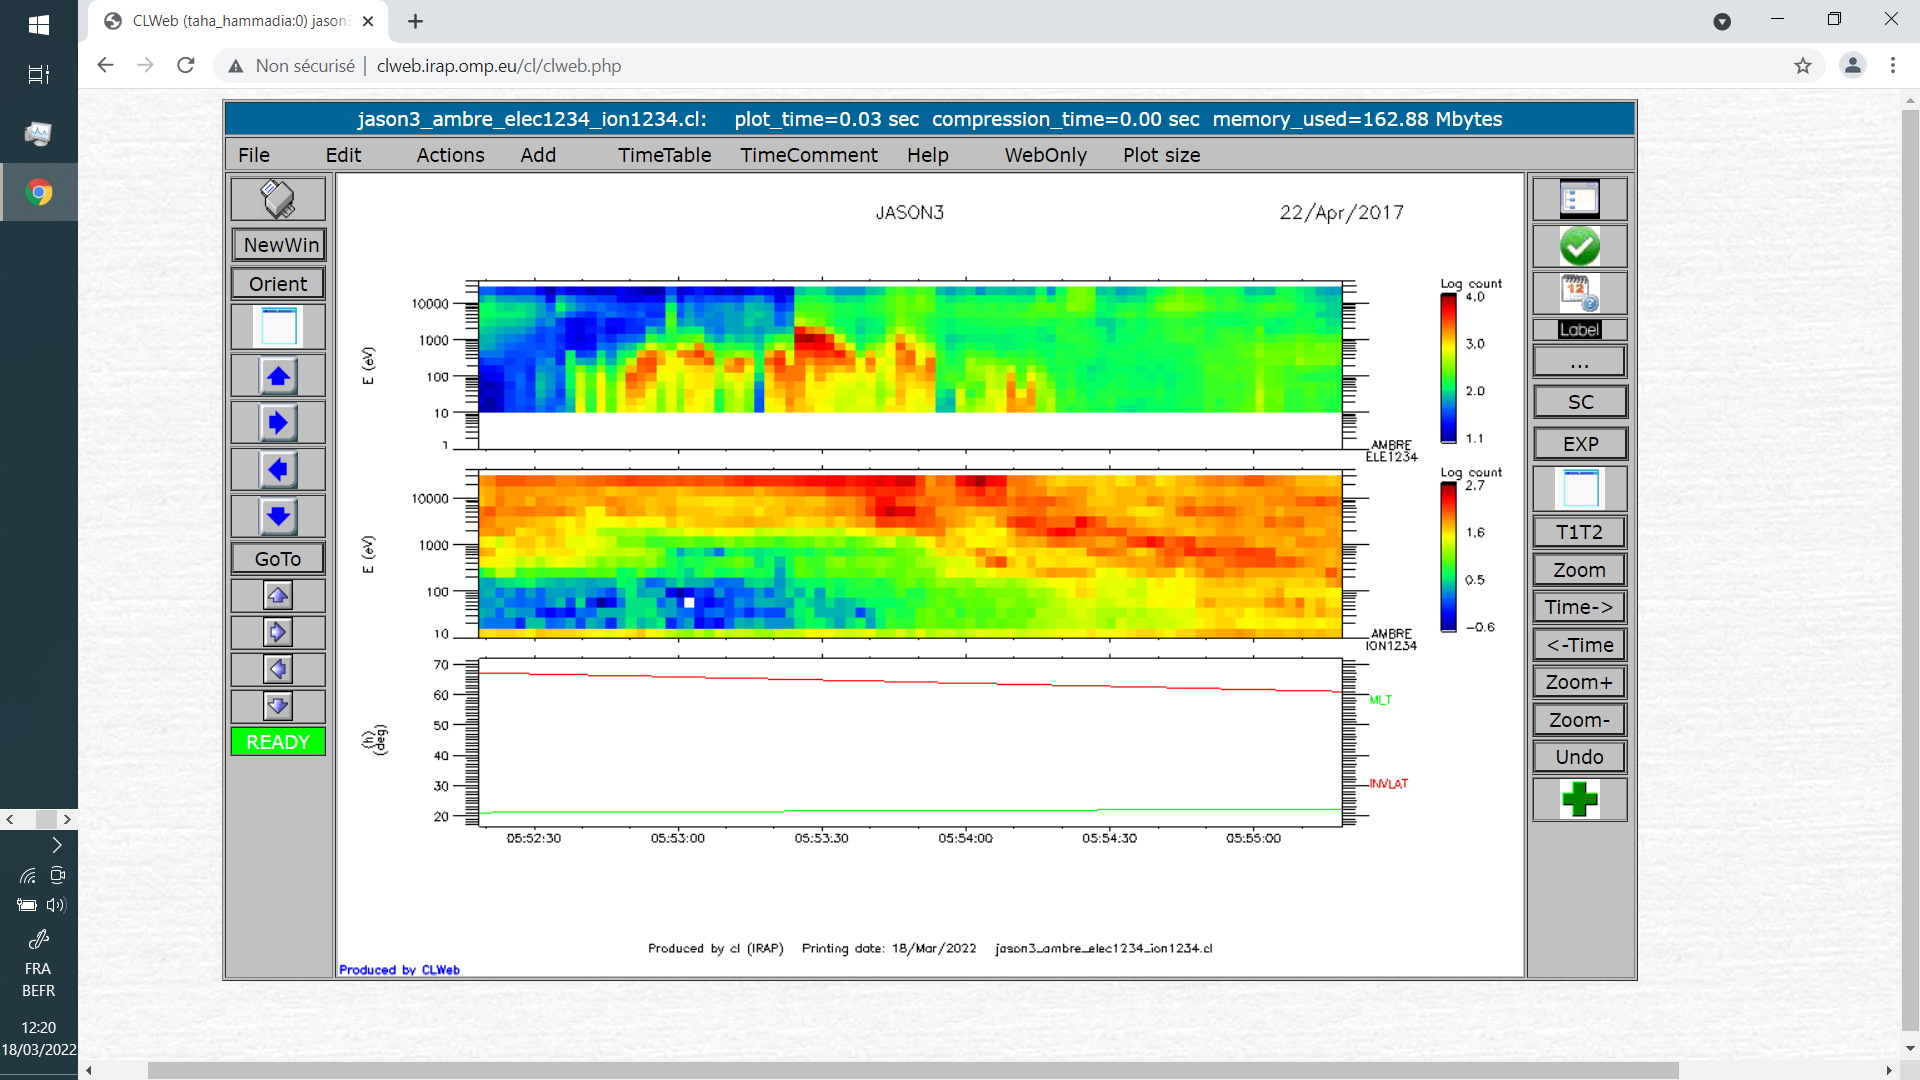 CLWeb (taha_hammadia:0) jason3
Non sécurisé | clweb.irap.omp.eu/cl/clweb.php
jason3_ambre_elec1234_ion1234.cl: plot_time=0.03 sec compression_time=0.00 sec memory_used=162.88 Mbytes
File Edit Actions Add TimeTable TimeComment Help WebOnly Plot size
NewWin
Orient
GoTo
READY
JASON3 22/Apr/2017
E (eV)
10000
1000
100
10
1
Log count
4.0
3.0
2.0
1.1
AMBRE
ELE1234
E (eV)
10000
1000
100
10
Log count
2.7
1.6
0.5
-0.6
AMBRE
ION1234
(h)
(deg)
70
60
50
40
30
20
MLT
INVLAT
05:52:30 05:53:00 05:53:30 05:54:00 05:54:30 05:55:00
Produced by cl (IRAP) Printing date: 18/Mar/2022 jason3_ambre_elec1234_ion1234.cl
Produced by CLWeb
12
Label
...
SC
EXP
T1T2
Zoom
Time->
<-Time
Zoom+
Zoom-
Undo
FRA
BEFR
12:20
18/03/2022